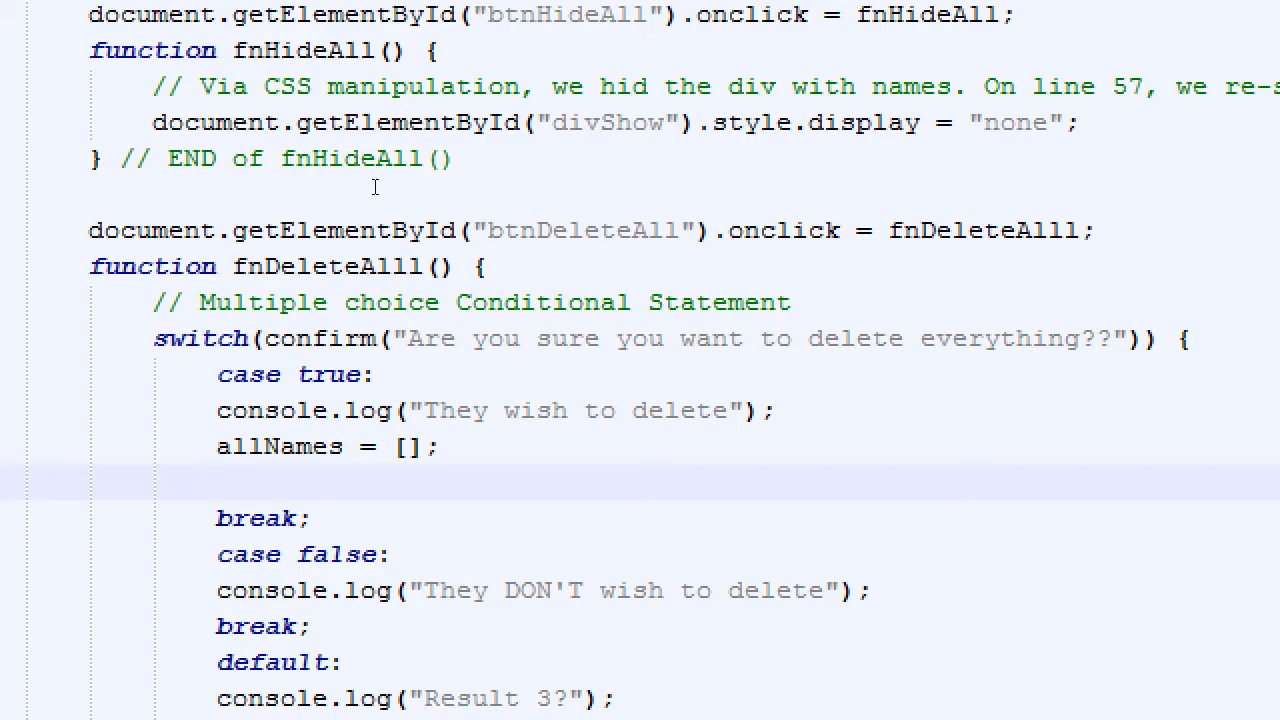 document.getElementById("btnHideAll").onclick = fnHideAll;
function fnHideAll() {
// Via CSS manipulation, we hid the div with names. On line 57, we re-s
document.getElementById("divShow").style.display = "none";
} // END of fnHideAll()
document.getElementById("btnDeleteAll").onclick = fnDeleteAlll;
function fnDeleteAlll() {
// Multiple choice Conditional Statement
switch(confirm("Are you sure you want to delete everything??")) {
case true:
console.log("They wish to delete");
allNames = [];
break;
case false:
console.log("They DON'T wish to delete");
break;
default:
console.log("Result 3?");